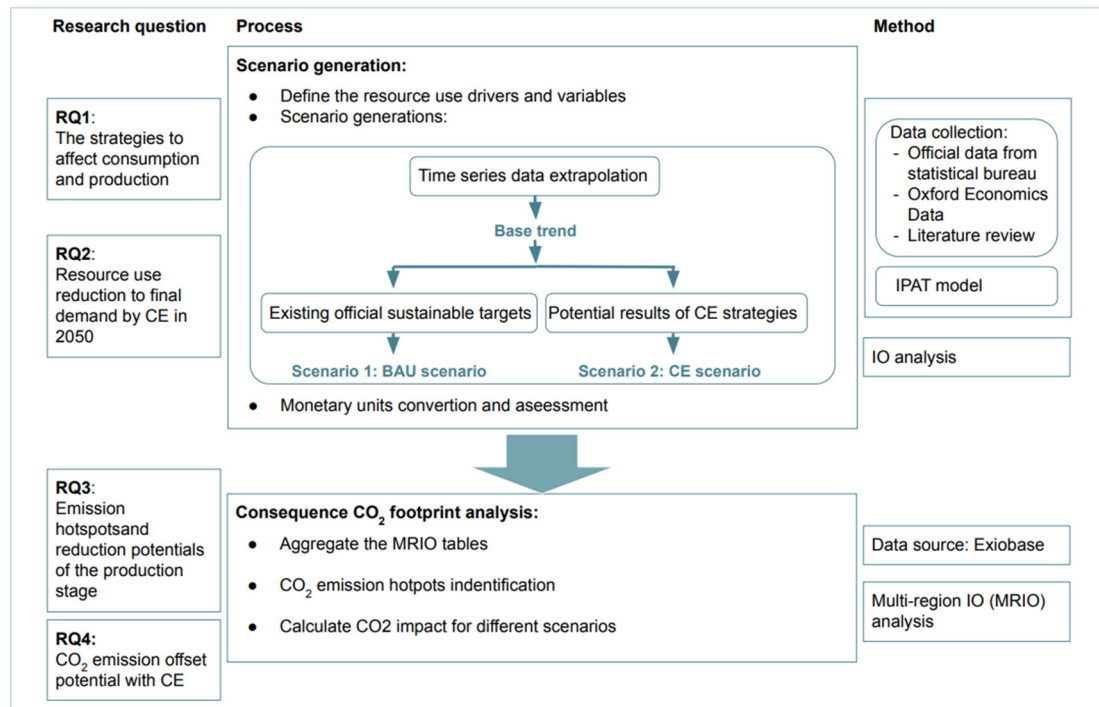 Research question
Process
Method
RQ1:
The strategies to
affect consumption
and production
RQ2:
Resource use
reduction to final
demand by CE in
2050
Scenario generation:
● Define the resource use drivers and variables
● Scenario generations:
Time series data extrapolation
Base trend
Existing official sustainable targets
Potential results of CE strategies
Scenario 1: BAU scenario
Scenario 2: CE scenario
● Monetary units convertion and aseessment
Data collection:
- Official data from
statistical bureau
- Oxford Economics
Data
- Literature review
IPAT model
IO analysis
RQ3:
Emission
hotspotsand
reduction potentials
of the production
stage
RQ4:
CO₂ emission offset
potential with CE
Consequence CO₂ footprint analysis:
● Aggregate the MRIO tables
● CO₂ emission hotpots indentification
● Calculate CO2 impact for different scenarios
Data source: Exiobase
Multi-region IO (MRIO)
analysis